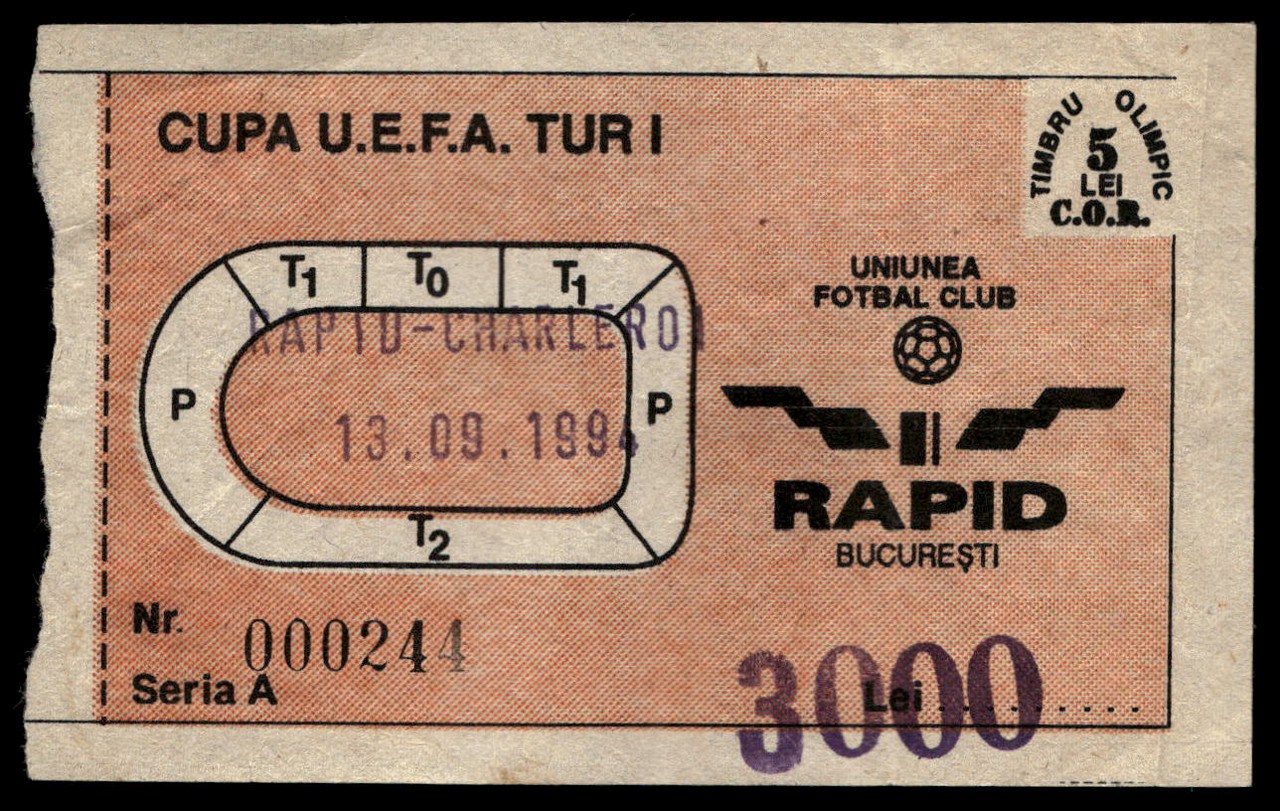 CUPA U.E.F.A. TUR I
TIMBRU OLIMPIC
5
LEI
C.O.R.
T1
T0
T1
P
P
T2
RAPID-CHARLEROI
13.09.1994
UNIUNEA
FOTBAL CLUB
RAPID
BUCUREȘTI
Nr. 000244
Seria A
Lei .........
3000